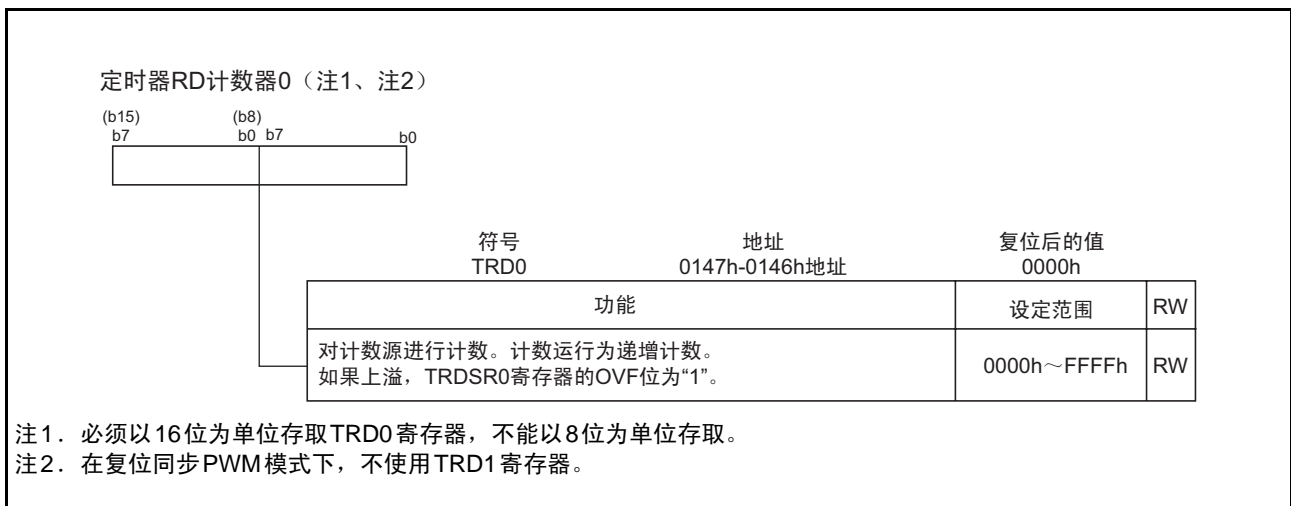 定时器RD计数器0（注1、注2）
(b15) (b8)
b7 b0 b7 b0
符号 地址 复位后的值
TRD0 0147h-0146h地址 0000h
功能 设定范围 RW
对计数源进行计数。计数运行为递增计数。
如果上溢，TRDSR0寄存器的OVF位为“1”。 0000h～FFFFh RW
注1．必须以16位为单位存取TRD0寄存器，不能以8位为单位存取。
注2．在复位同步PWM模式下，不使用TRD1寄存器。